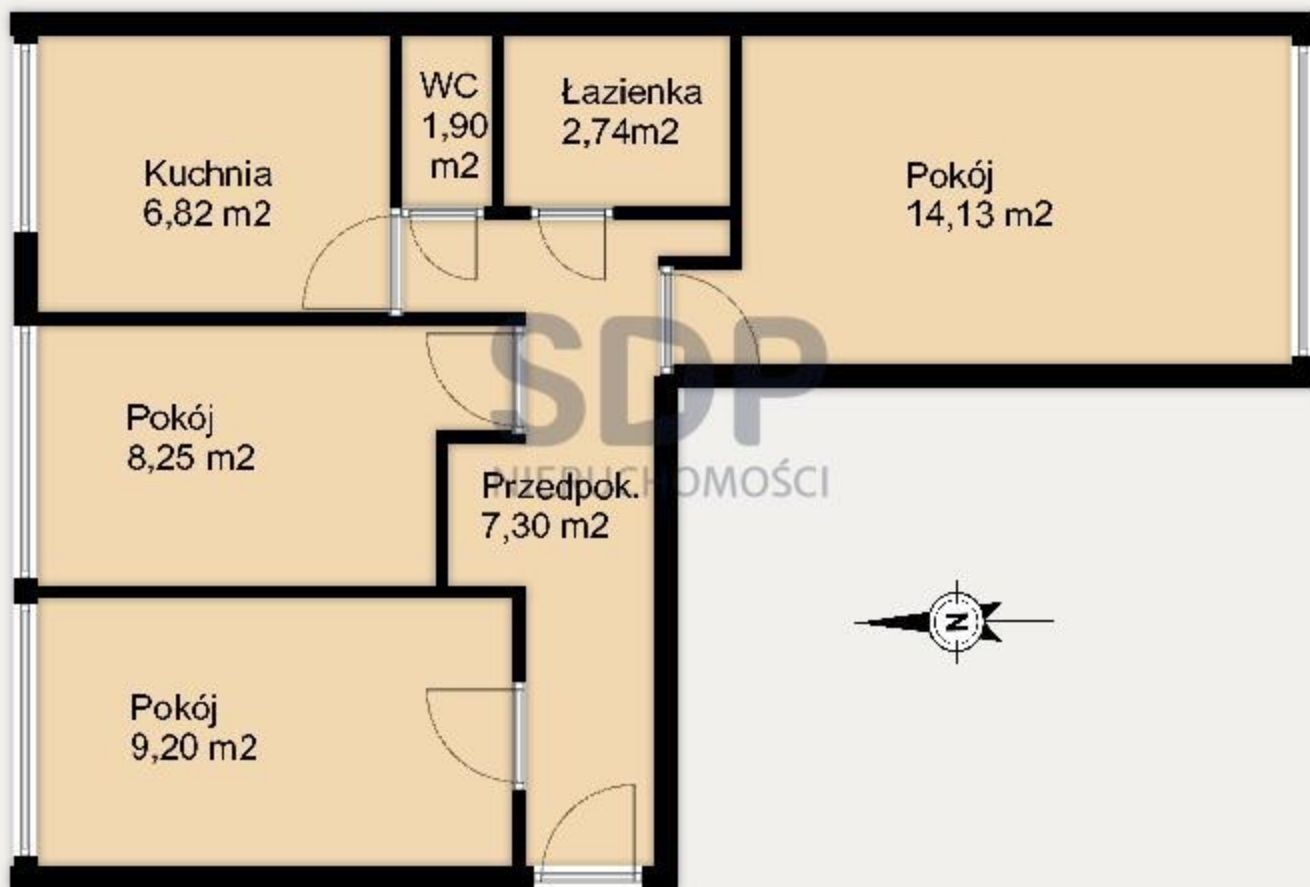 Kuchnia
6,82 m2
WC
1,90
m2
Łazienka
2,74m2
Pokój
14,13 m2
Pokój
8,25 m2
SDP
NIERUCHOMOŚCI
Przedpok.
7,30 m2
N
Pokój
9,20 m2